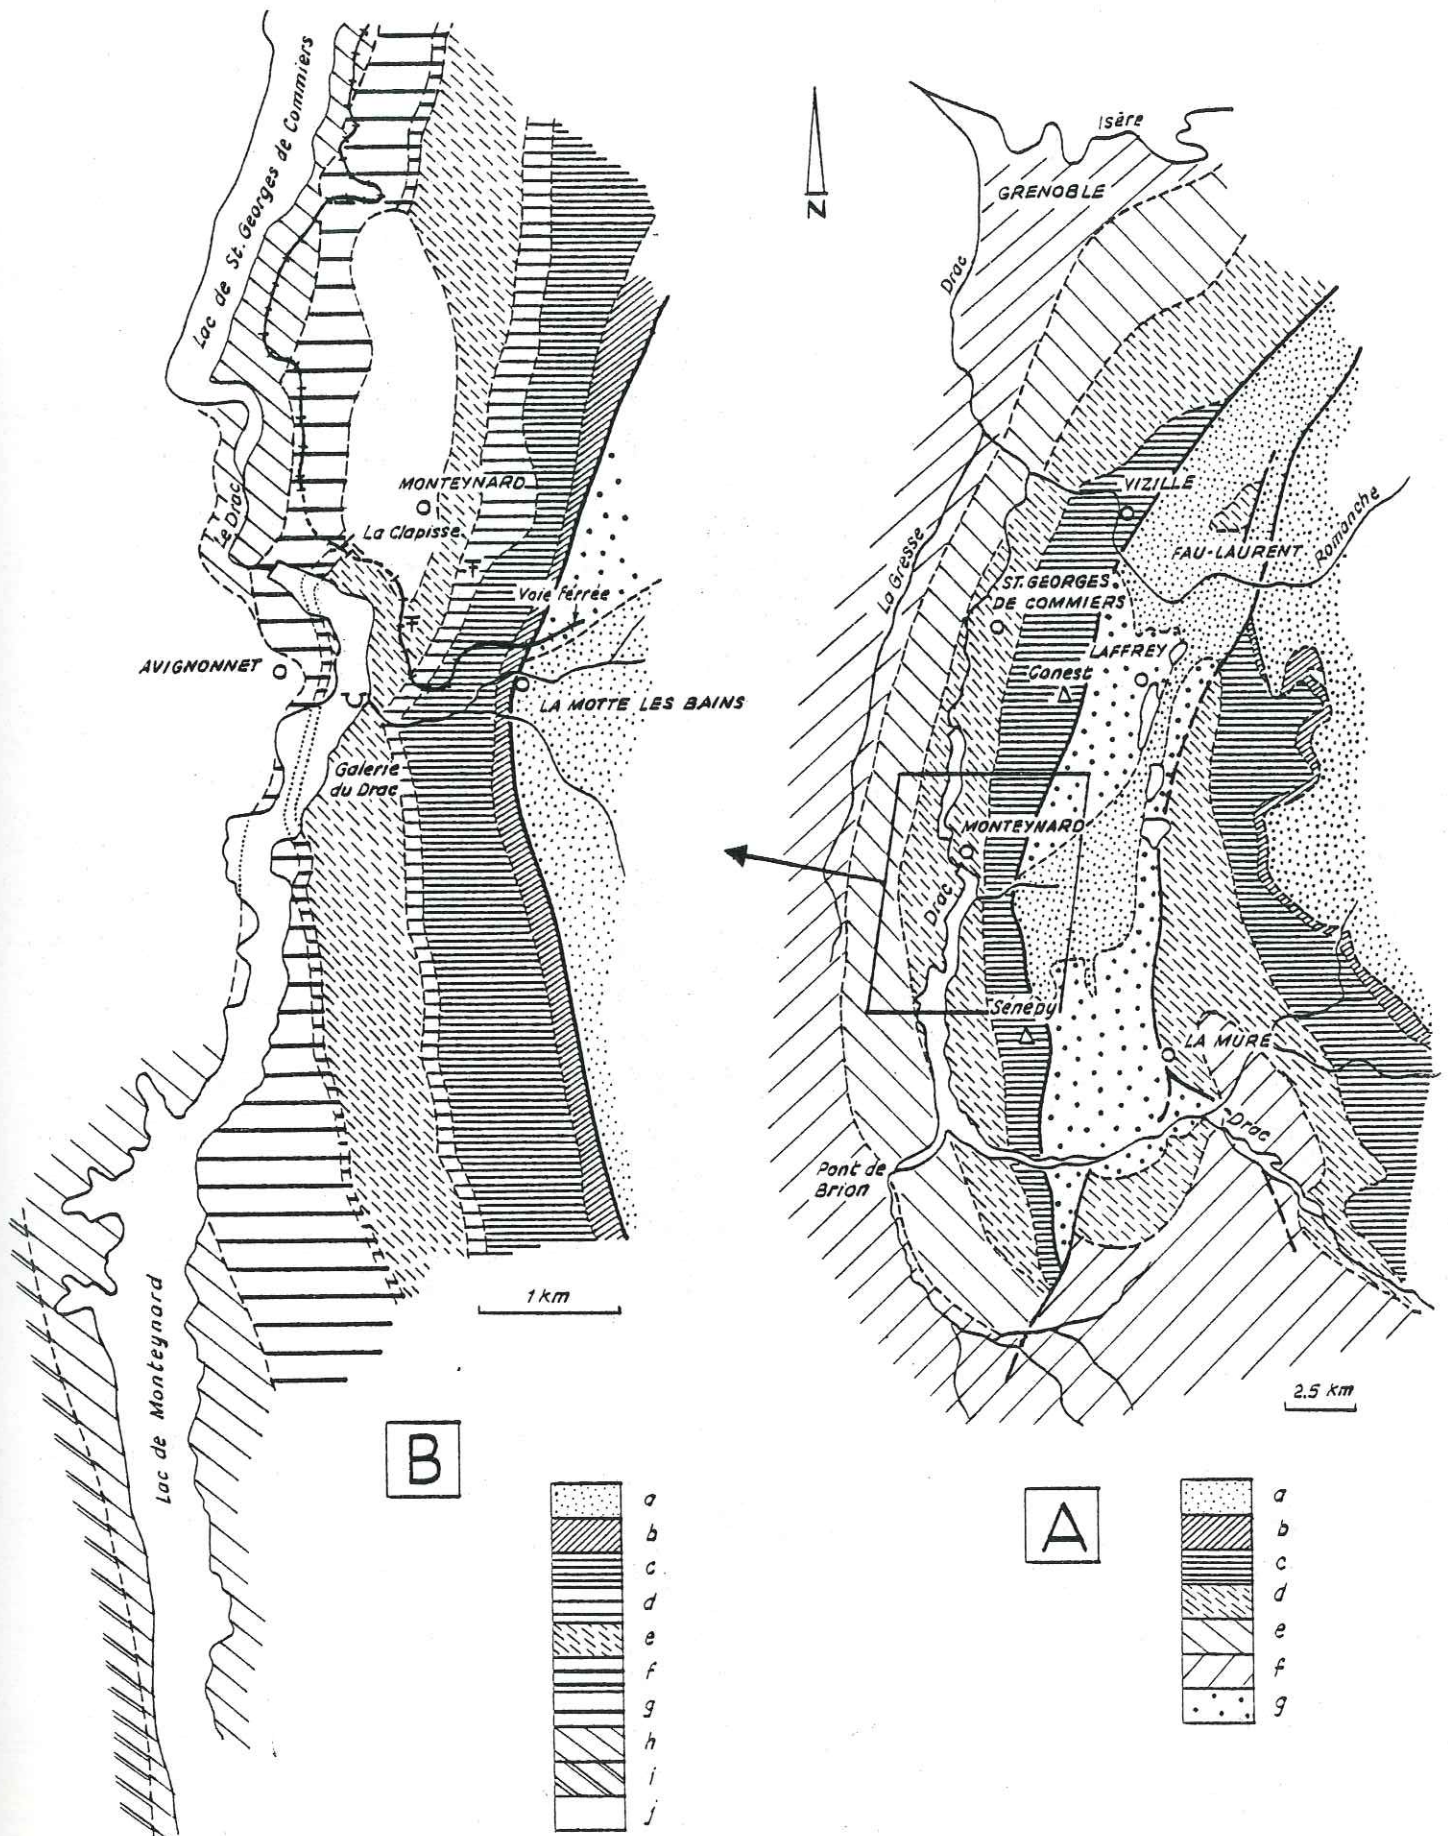 Lac de St. Georges de Commiers
Le Drac
MONTEYNARD
La Clapisse
Voie ferrée
AVIGNONNET
LA MOTTE LES BAINS
Galerie
du Drac
Lac de Monteynard
1 km
B
a
b
c
d
e
f
g
h
i
j
N
Isère
GRENOBLE
Drac
La Gresse
VIZILLE
FAU-LAURENT
Romanche
ST. GEORGES
DE COMMIERS
LAFFREY
Conest
MONTEYNARD
Drac
Sénépy
LA MURE
Drac
Pont de
Brion
2,5 km
A
a
b
c
d
e
f
g